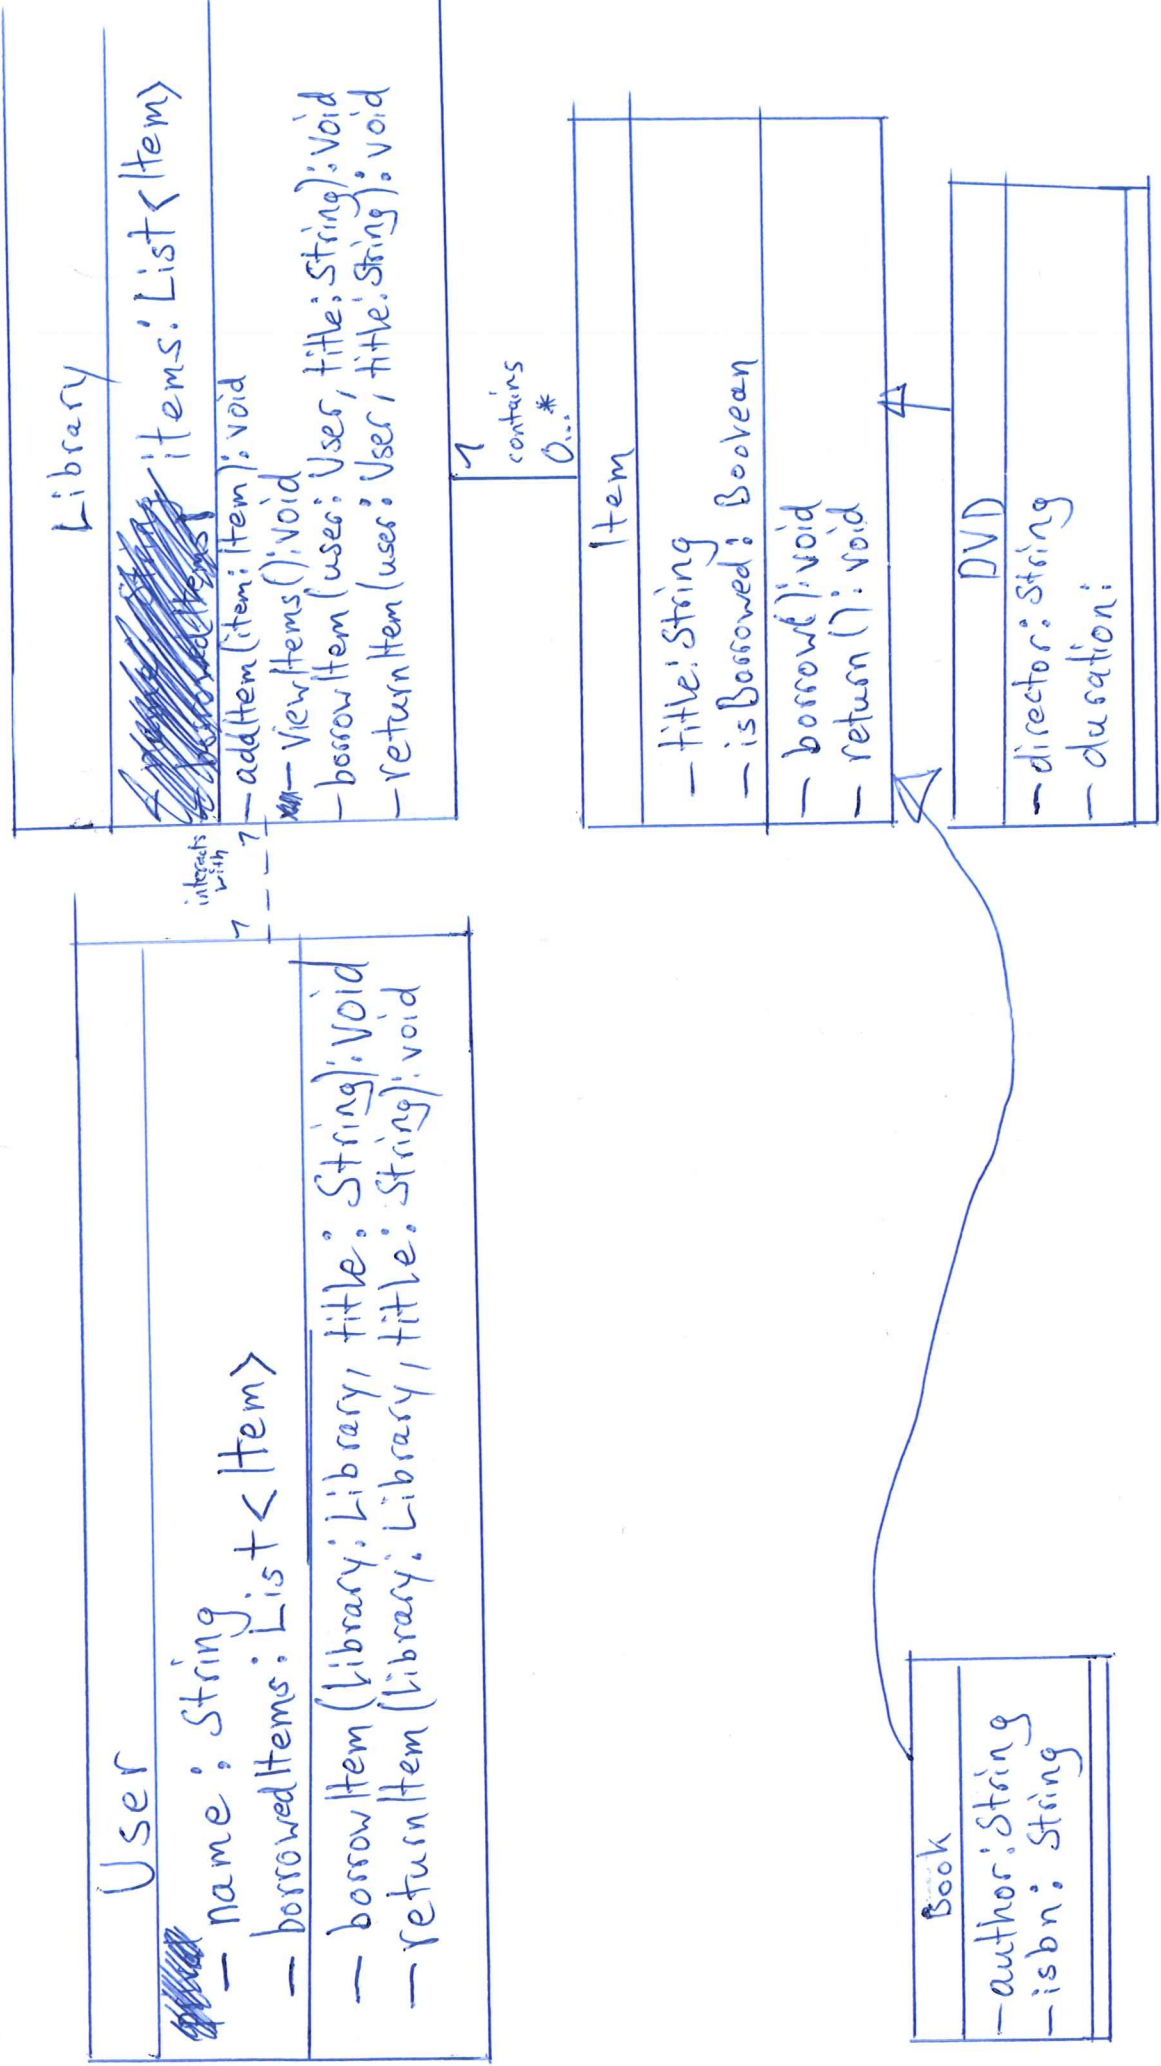 User
- name : String
- borrowedItems : List<Item>
- borrowItem(Library: Library, title: String): Void
- returnItem(Library: Library, title: String): void
1
interacts
with
1
Library
items: List<Item>
- addItem(item: Item): void
- ViewItems(): void
- borrowItem(user: User, title: String): void
- returnItem(user: User, title: String): void
1
contains
0...*
Item
- title: String
- isBorrowed: Boolean
- borrow(): void
- return(): void
Book
- author: String
- isbn: String
DVD
- director: String
- duration: